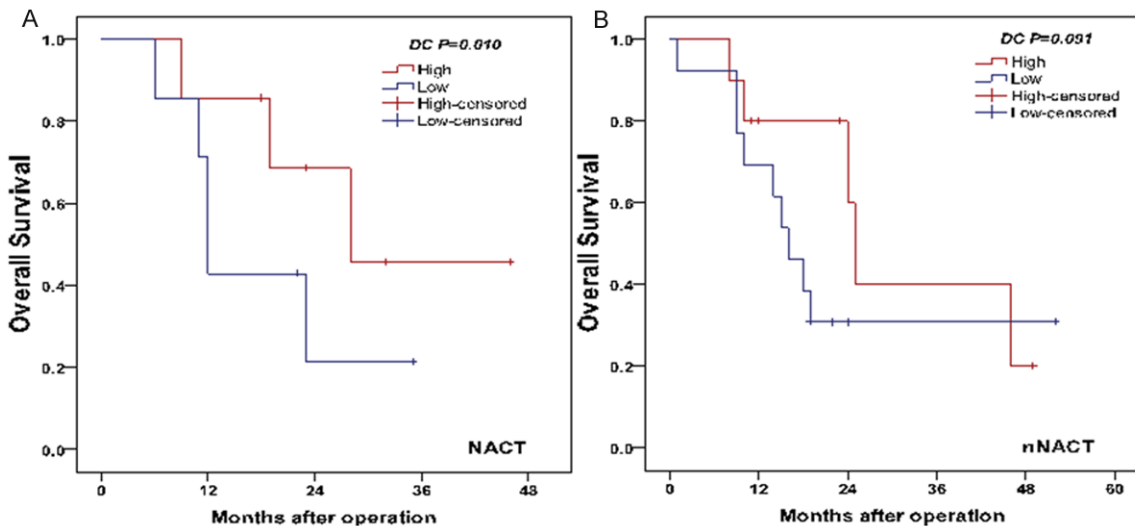 A
DC P=0.010
High
Low
High-censored
Low-censored
1.0
0.8
0.6
0.4
0.2
0.0
Overall Survival
NACT
0 12 24 36 48
Months after operation
B
DC P=0.091
High
Low
High-censored
Low-censored
1.0
0.8
0.6
0.4
0.2
0.0
Overall Survival
nNACT
0 12 24 36 48 60
Months after operation